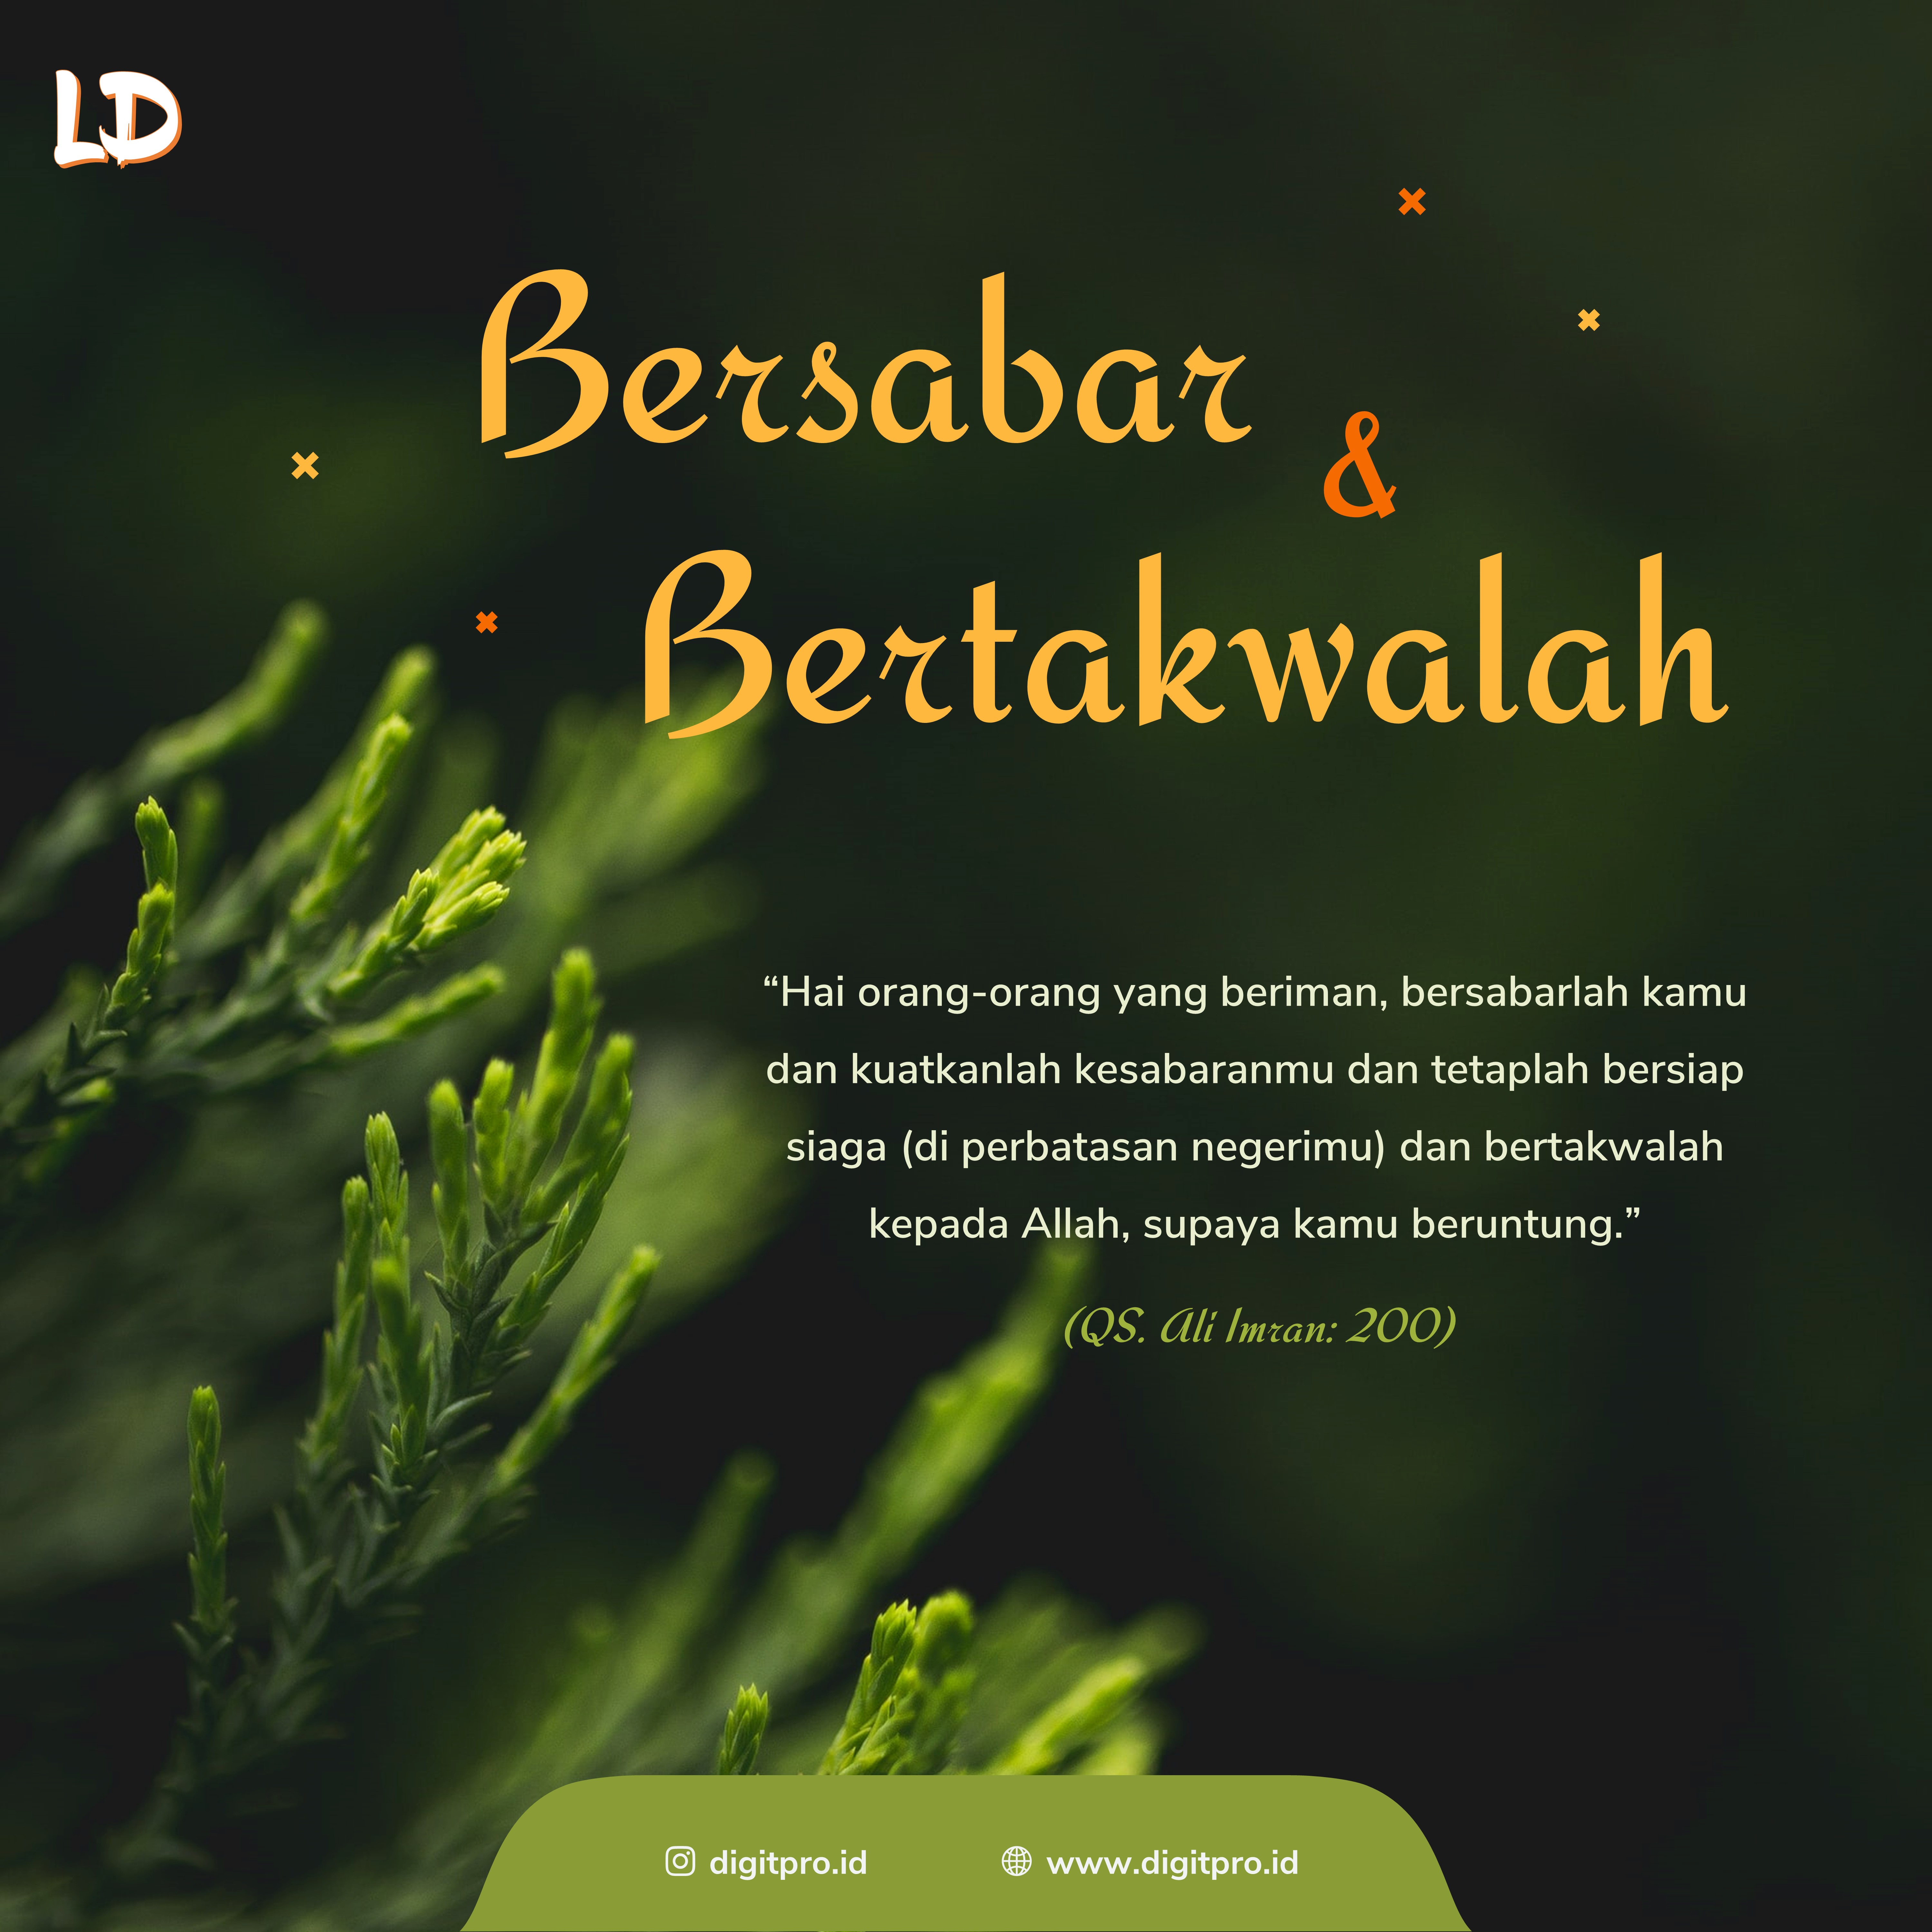 LD
Bersabar
&
Bertakwalah
“Hai orang-orang yang beriman, bersabarlah kamu
dan kuatkanlah kesabaranmu dan tetaplah bersiap
siaga (di perbatasan negerimu) dan bertakwalah
kepada Allah, supaya kamu beruntung.”
(QS. Ali Imran: 200)
digitpro.id www.digitpro.id